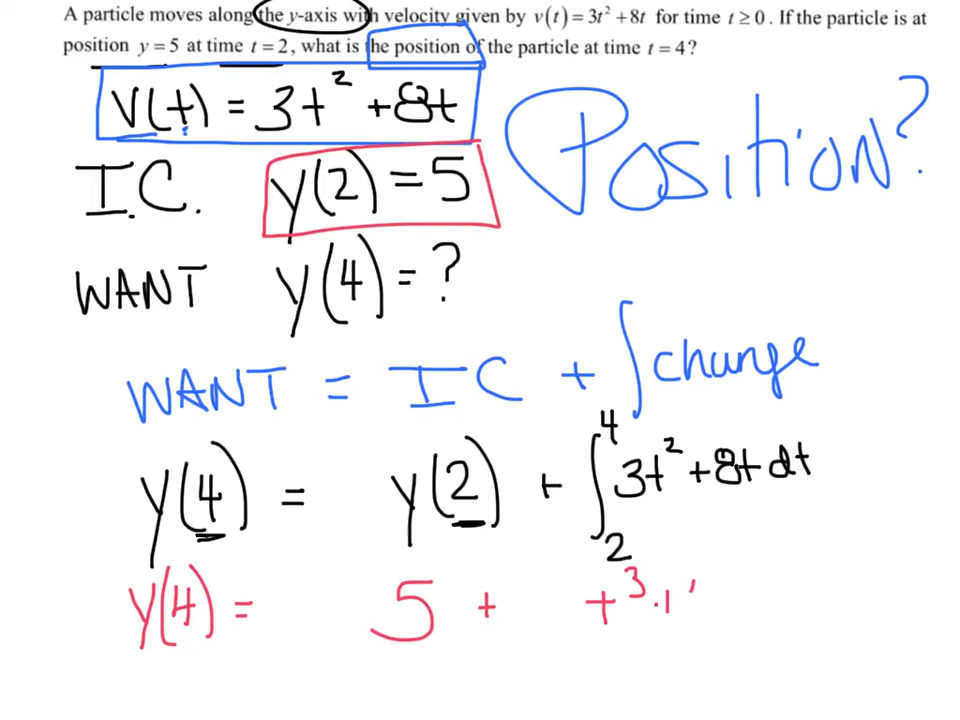 A particle moves along the y-axis with velocity given by v(t) = 3t² + 8t for time t ≥ 0. If the particle is at
position y = 5 at time t = 2, what is the position of the particle at time t = 4?
V(t) = 3t² + 8t
POSITION?
I.C. y(2) = 5
WANT y(4) = ?
WANT = IC + ∫change
y(4) = y(2) + ∫₂⁴ 3t² + 8t dt
y(4) = 5 + t³